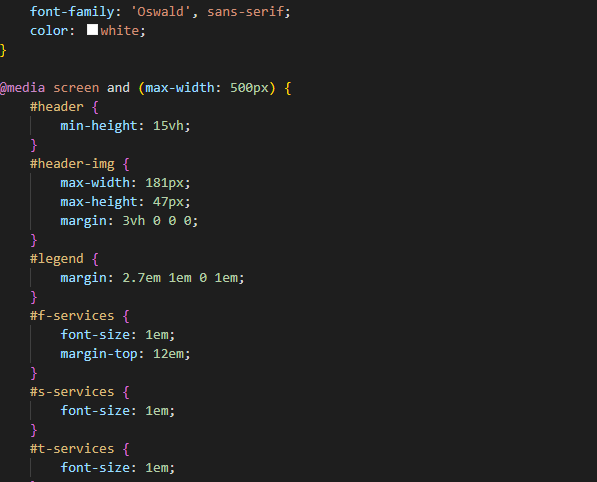 font-family: 'Oswald', sans-serif;
color: white;
}
@media screen and (max-width: 500px) {
#header {
min-height: 15vh;
}
#header-img {
max-width: 181px;
max-height: 47px;
margin: 3vh 0 0 0;
}
#legend {
margin: 2.7em 1em 0 1em;
}
#f-services {
font-size: 1em;
margin-top: 12em;
}
#s-services {
font-size: 1em;
}
#t-services {
font-size: 1em;
}